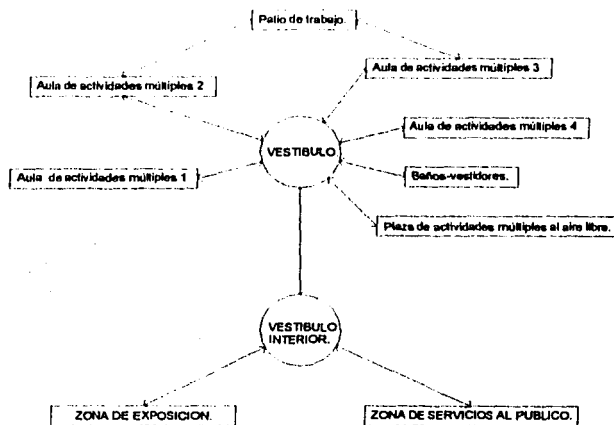 Patio de trabajo.
Aula de actividades múltiples 3
Aula de actividades múltiples 2
Aula de actividades múltiples 4
VESTIBULO
Aula de actividades múltiples 1
Baños-vestidores.
Plaza de actividades múltiples al aire libre.
VESTIBULO
INTERIOR.
ZONA DE EXPOSICION.
ZONA DE SERVICIOS AL PUBLICO.